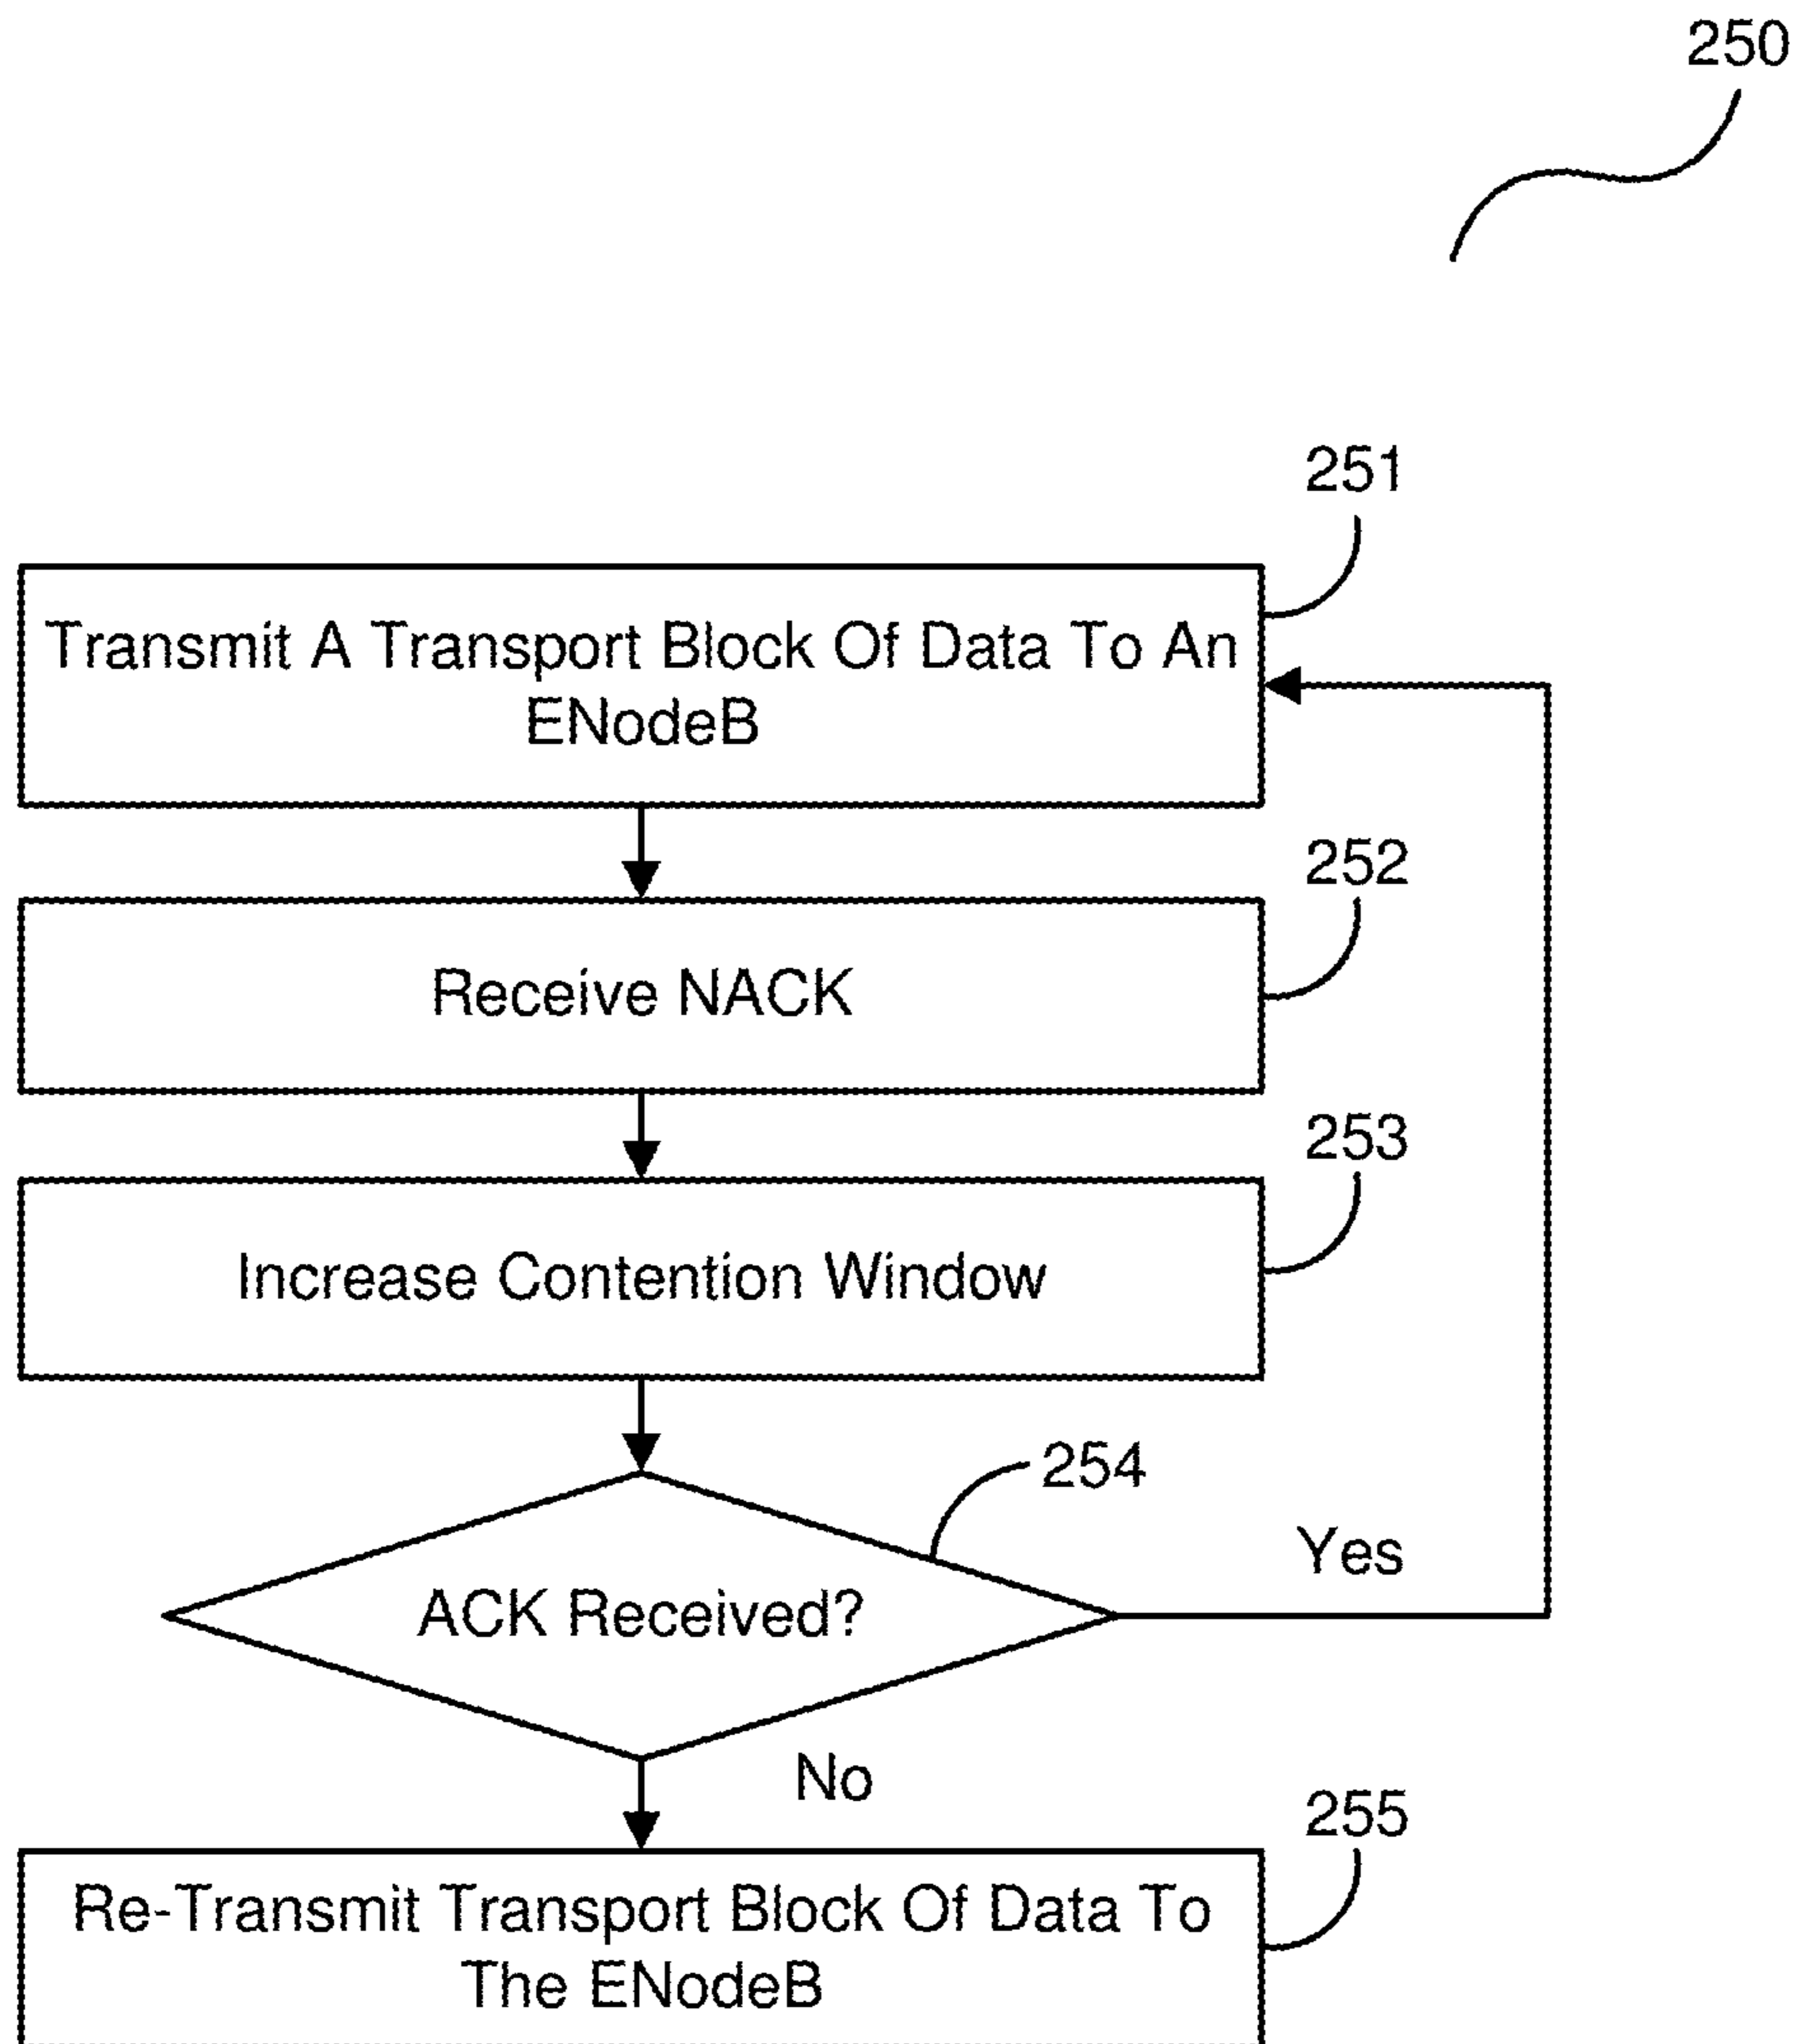 250
251
Transmit A Transport Block Of Data To An
ENodeB
252
Receive NACK
253
Increase Contention Window
254
ACK Received?
Yes
No
255
Re-Transmit Transport Block Of Data To
The ENodeB